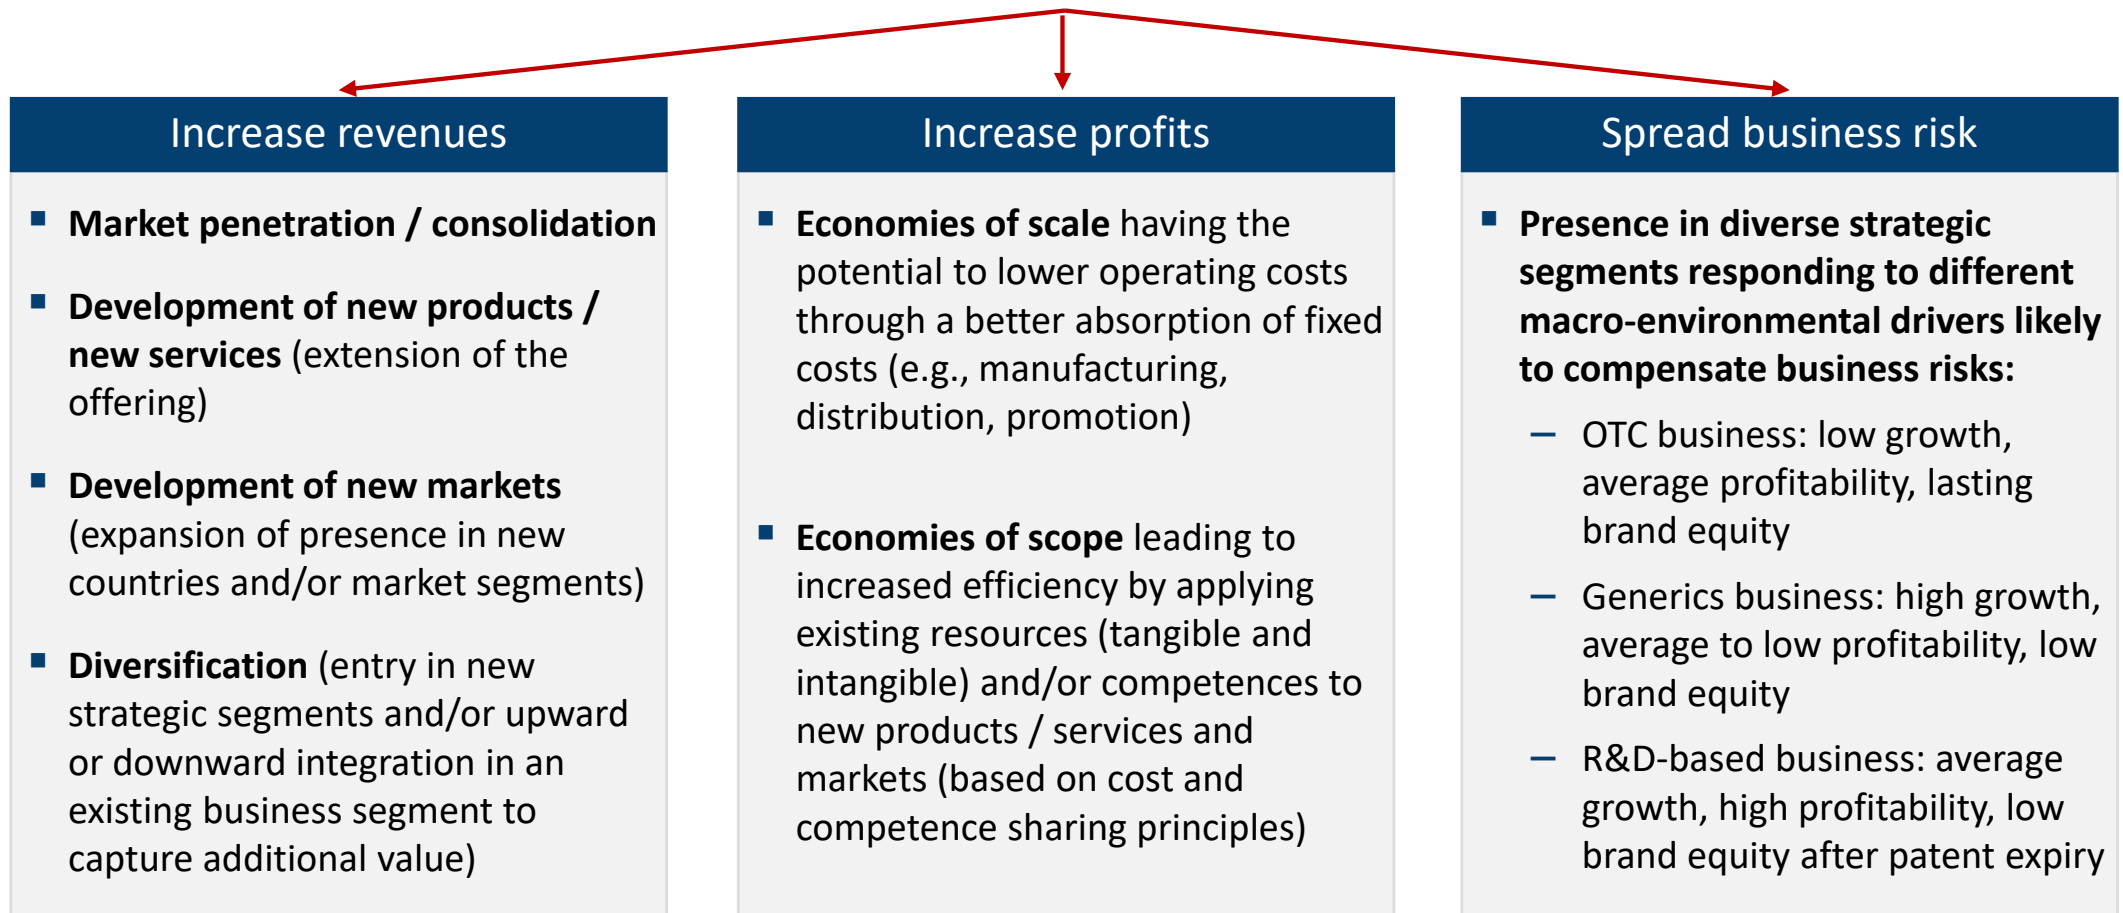 Increase revenues
▪ Market penetration / consolidation
▪ Development of new products /
new services (extension of the
offering)
▪ Development of new markets
(expansion of presence in new
countries and/or market segments)
▪ Diversification (entry in new
strategic segments and/or upward
or downward integration in an
existing business segment to
capture additional value)
Increase profits
▪ Economies of scale having the
potential to lower operating costs
through a better absorption of fixed
costs (e.g., manufacturing,
distribution, promotion)
▪ Economies of scope leading to
increased efficiency by applying
existing resources (tangible and
intangible) and/or competences to
new products / services and
markets (based on cost and
competence sharing principles)
Spread business risk
▪ Presence in diverse strategic
segments responding to different
macro-environmental drivers likely
to compensate business risks:
– OTC business: low growth,
average profitability, lasting
brand equity
– Generics business: high growth,
average to low profitability, low
brand equity
– R&D-based business: average
growth, high profitability, low
brand equity after patent expiry